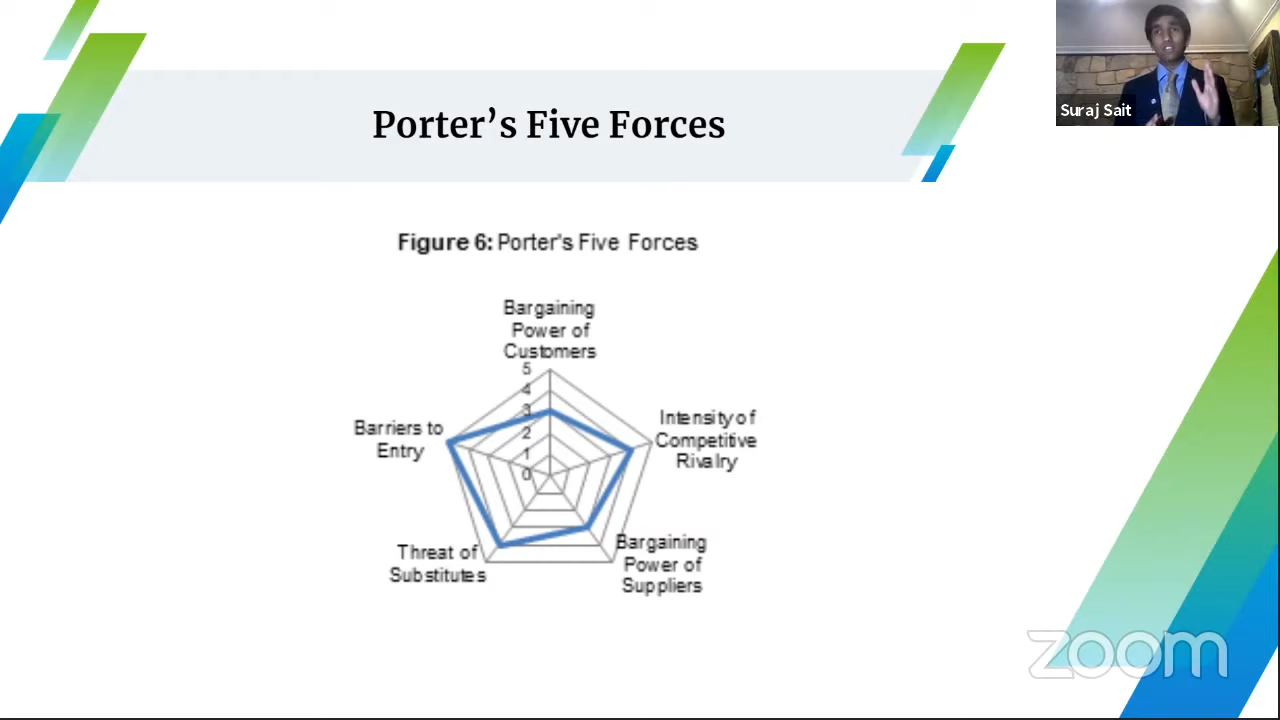 Porter’s Five Forces
Suraj Sait
Figure 6: Porter's Five Forces
Bargaining
Power of
Customers
5
4
3
2
1
0
Intensity of
Competitive
Rivalry
Bargaining
Power of
Suppliers
Threat of
Substitutes
Barriers to
Entry
zoom